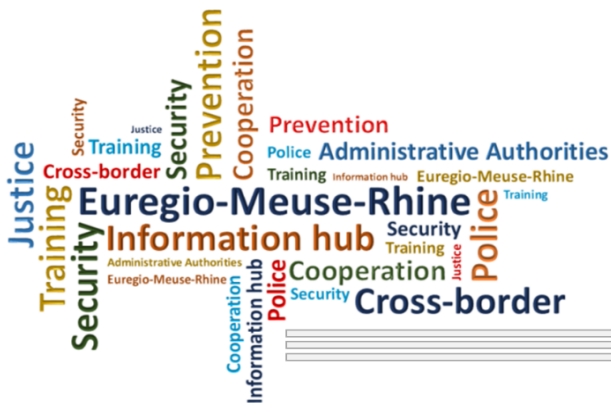 Prevention
Cooperation
Security
Security
Justice
Training
Prevention
Justice
Police
Administrative Authorities
Cross-border
Training
Information hub
Euregio-Meuse-Rhine
Training
Euregio-Meuse-Rhine
Training
Police
Security
Information hub
Security
Training
Justice
Administrative Authorities
Information hub
Police
Cooperation
Euregio-Meuse-Rhine
Cooperation
Security
Cross-border